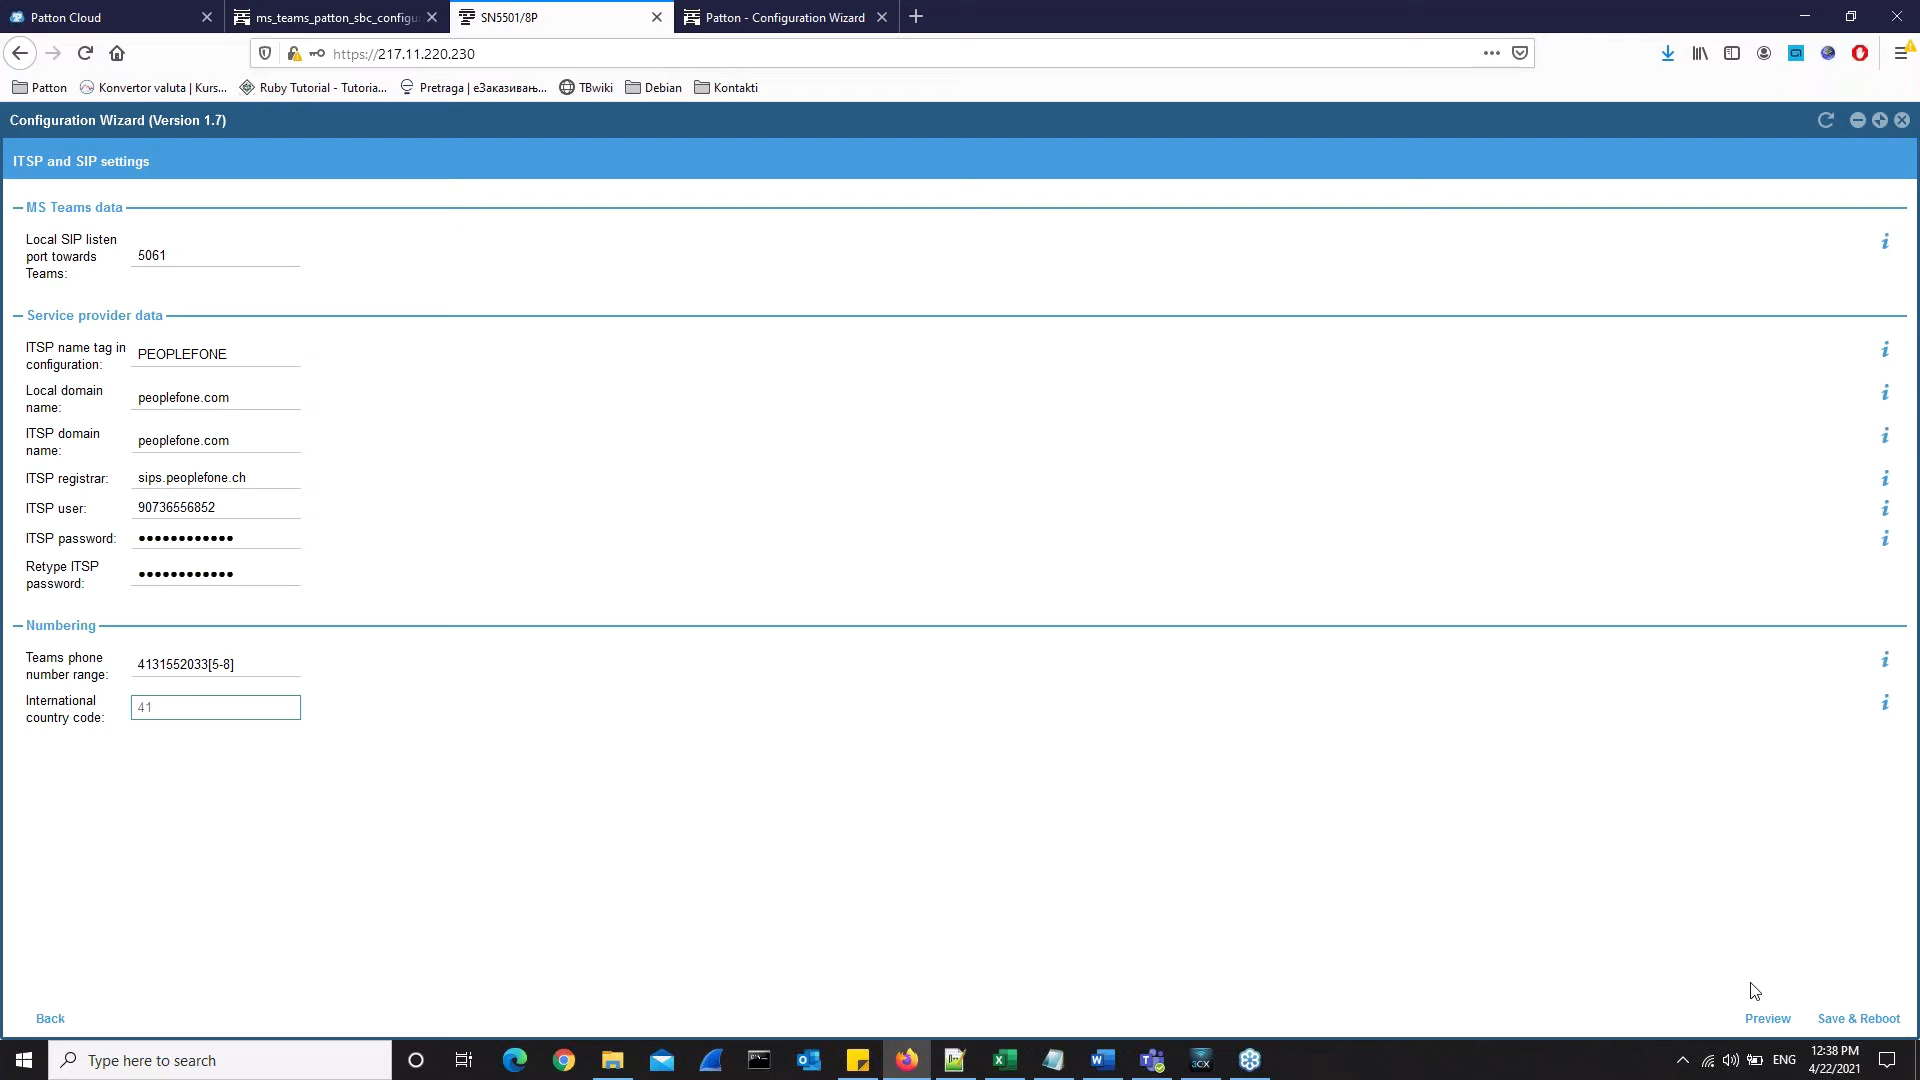 Patton Cloud
ms_teams_patton_sbc_configu
SN5501/8P
Patton - Configuration Wizard
https://217.11.220.230
Patton
Konvertor valuta | Kurs...
Ruby Tutorial - Tutoria...
Pretraga | еЗаказивањ...
TBwiki
Debian
Kontakti
Configuration Wizard (Version 1.7)
ITSP and SIP settings
MS Teams data
Local SIP listen
port towards
Teams:
5061
Service provider data
ITSP name tag in
configuration:
PEOPLEFONE
Local domain
name:
peoplefone.com
ITSP domain
name:
peoplefone.com
ITSP registrar:
sips.peoplefone.ch
ITSP user:
90736556852
ITSP password:
••••••••••••
Retype ITSP
password:
••••••••••••
Numbering
Teams phone
number range:
4131552033[5-8]
International
country code:
41
Back
Preview
Save & Reboot
Type here to search
3CX
ENG
12:38 PM
4/22/2021